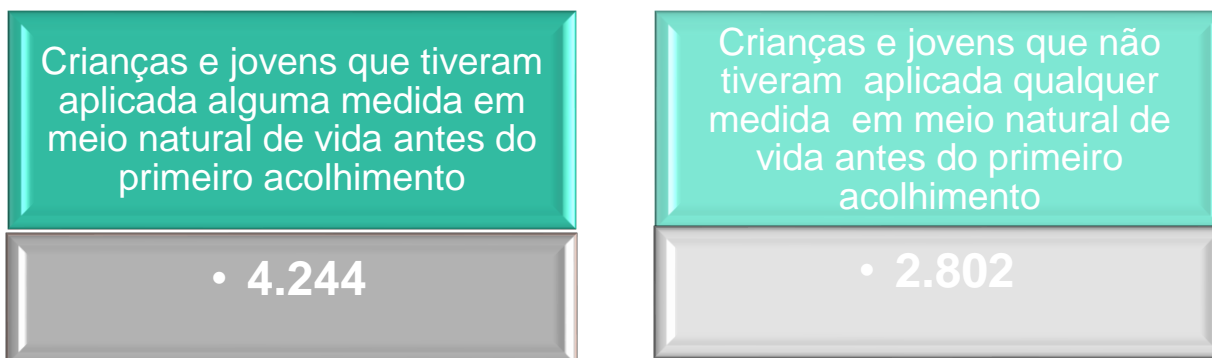 Crianças e jovens que tiveram
aplicada alguma medida em
meio natural de vida antes do
primeiro acolhimento
• 4.244
Crianças e jovens que não
tiveram aplicada qualquer
medida em meio natural de
vida antes do primeiro
acolhimento
• 2.802